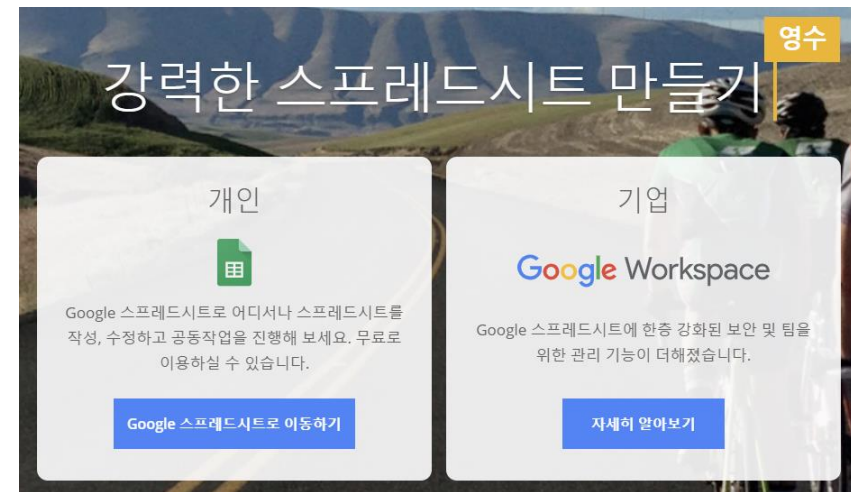 영수
강력한 스프레드시트 만들기
개인
Google 스프레드시트로 어디서나 스프레드시트를
작성, 수정하고 공동작업을 진행해 보세요. 무료로
이용하실 수 있습니다.
Google 스프레드시트로 이동하기
기업
Google Workspace
Google 스프레드시트에 한층 강화된 보안 및 팀을
위한 관리 기능이 더해졌습니다.
자세히 알아보기